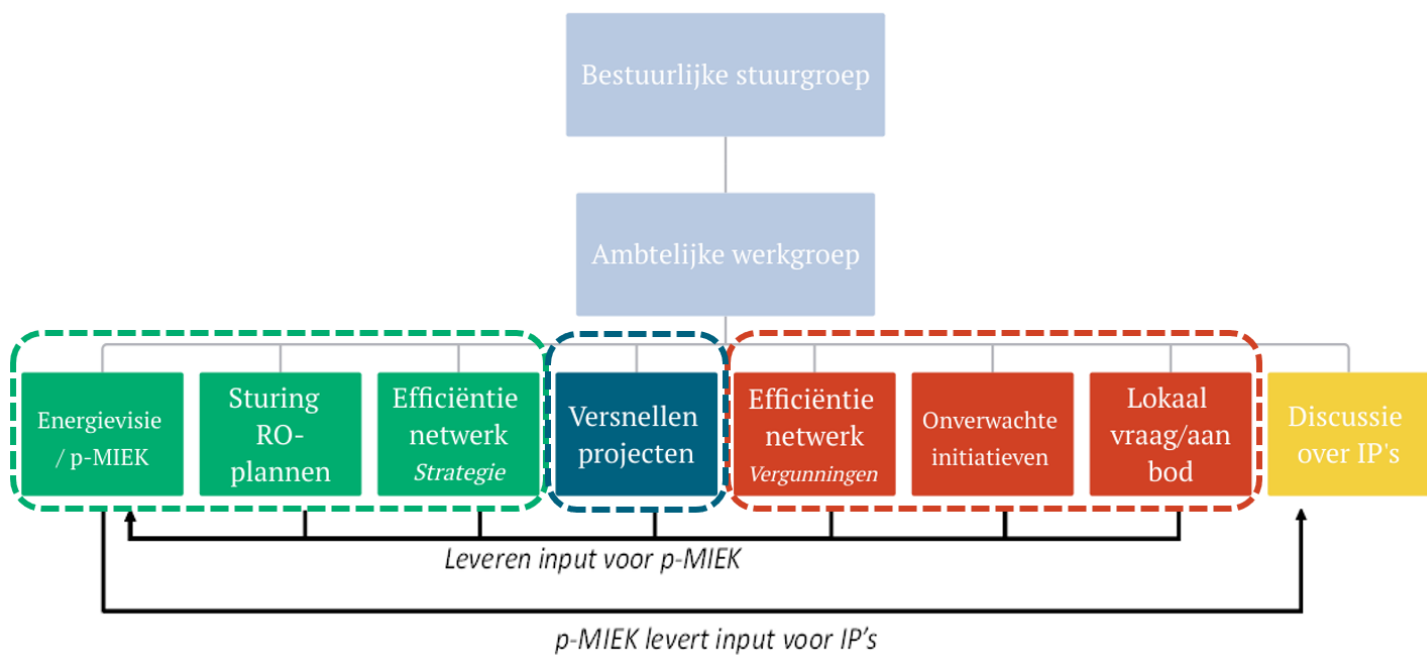 Bestuurlijke stuurgroep
Ambtelijke werkgroep
Energievisie
/ p-MIEK
Sturing
RO-
plannen
Efficiëntie
netwerk
Strategie
Versnellen
projecten
Efficiëntie
netwerk
Vergunningen
Onverwachte
initiatieven
Lokaal
vraag/aan
bod
Discussie
over IP's
Leveren input voor p-MIEK
p-MIEK levert input voor IP’s